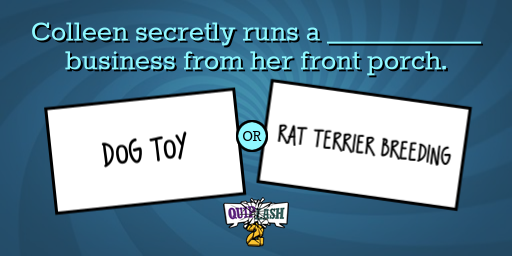 Colleen secretly runs a ___________
business from her front porch.
DOG TOY
OR
RAT TERRIER BREEDING
QUIPLASH
2